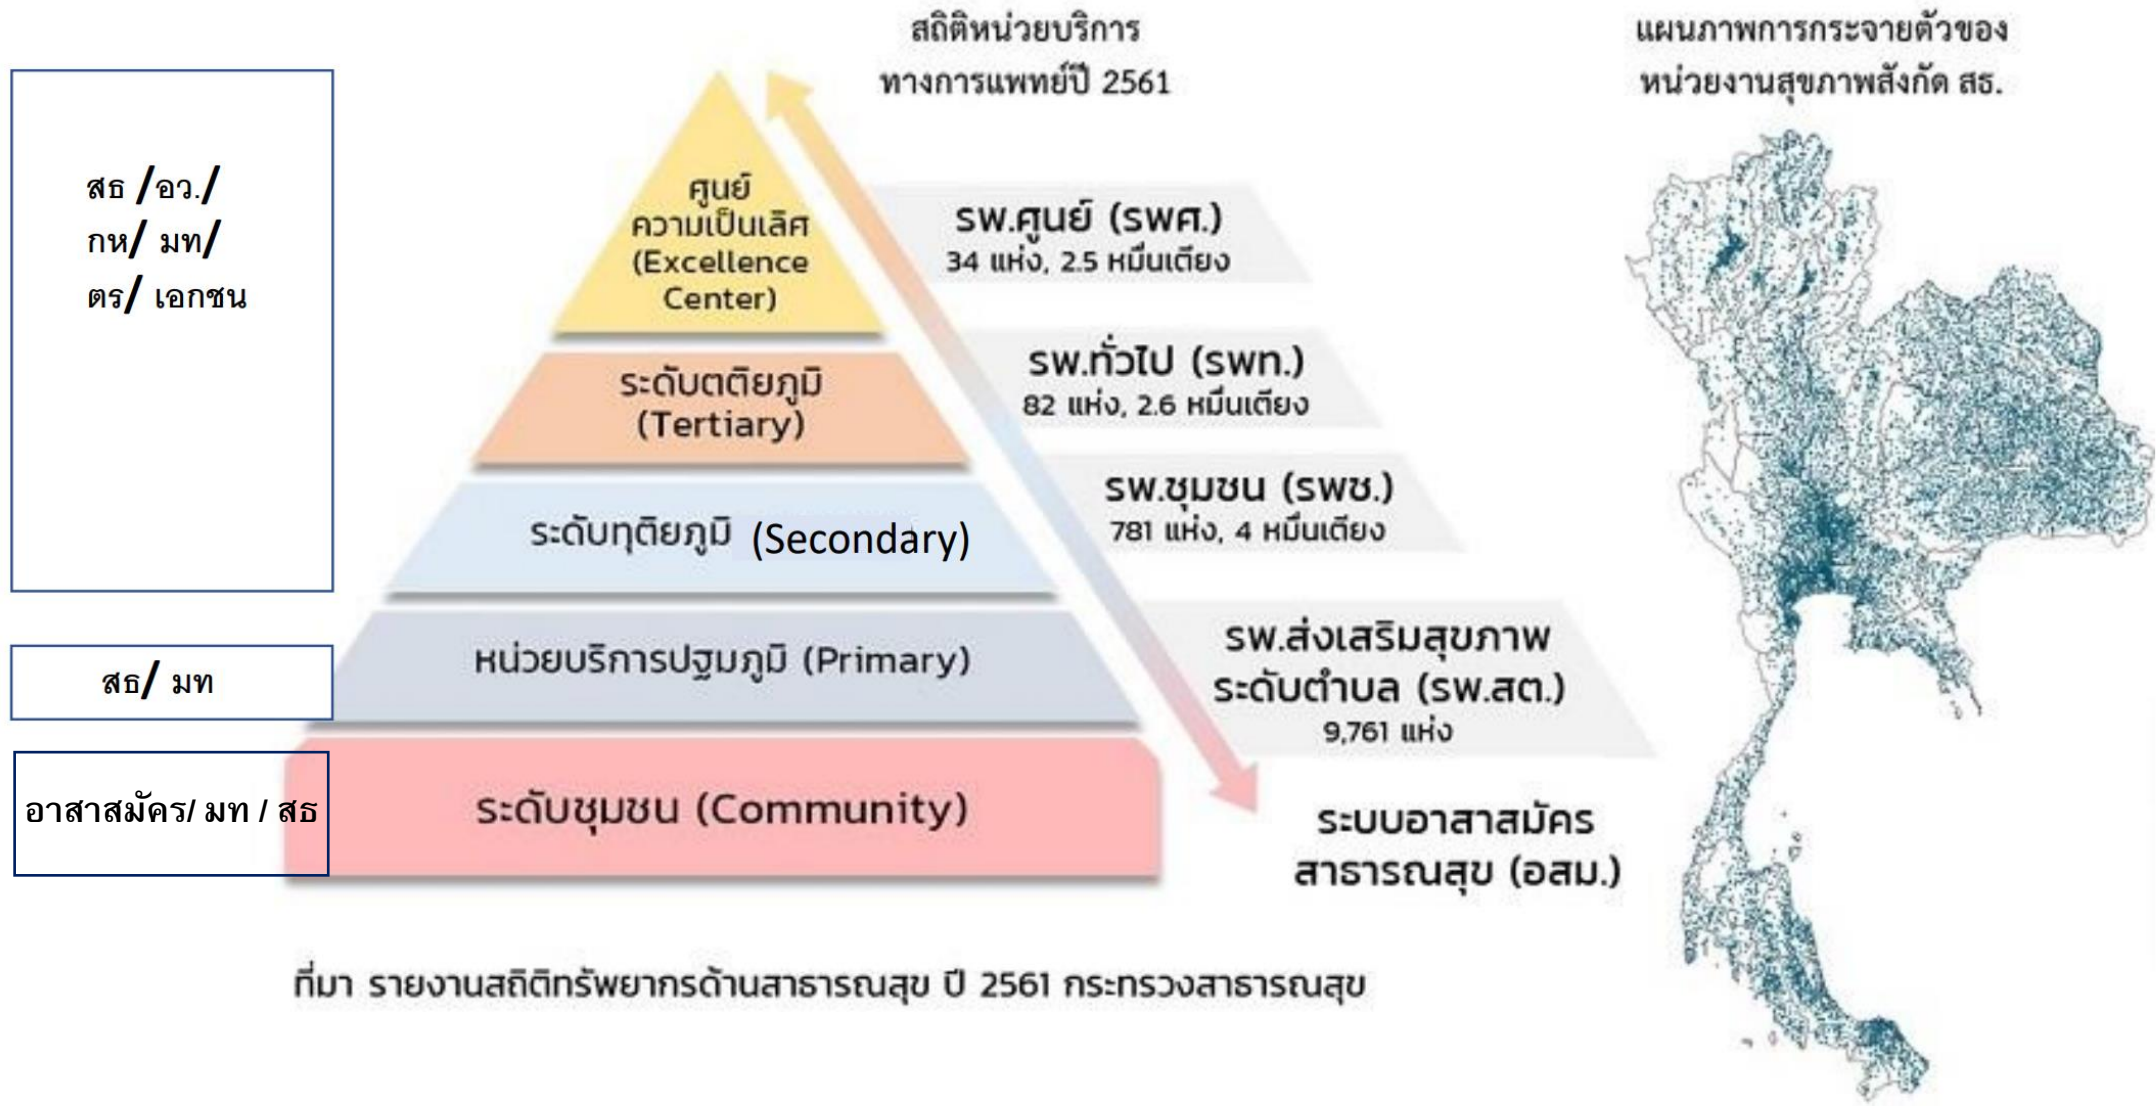 สถิติหน่วยบริการ
ทางการแพทย์ปี 2561
แผนภาพการกระจายตัวของ
หน่วยงานสุขภาพสังกัด สธ.
สธ /อว./
กห/ มท/
ตร/ เอกชน
ศูนย์
ความเป็นเลิศ
(Excellence
Center)
รพ.ศูนย์ (รพศ.)
34 แห่ง, 2.5 หมื่นเตียง
ระดับตติยภูมิ
(Tertiary)
รพ.ทั่วไป (รพท.)
82 แห่ง, 2.6 หมื่นเตียง
ระดับทุติยภูมิ (Secondary)
รพ.ชุมชน (รพช.)
781 แห่ง, 4 หมื่นเตียง
สธ/ มท
หน่วยบริการปฐมภูมิ (Primary)
รพ.ส่งเสริมสุขภาพ
ระดับตำบล (รพ.สต.)
9,761 แห่ง
อาสาสมัคร/ มท / สธ
ระดับชุมชน (Community)
ระบบอาสาสมัคร
สาธารณสุข (อสม.)
ที่มา รายงานสถิติทรัพยากรด้านสาธารณสุข ปี 2561 กระทรวงสาธารณสุข